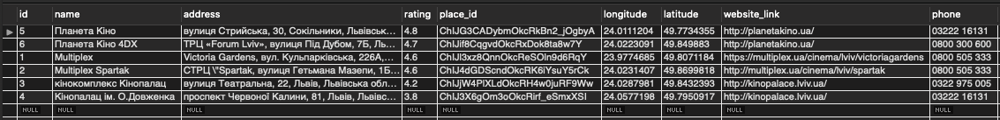 id name address rating place_id longitude latitude website_link phone
5 Планета Кіно вулиця Стрийська, 30, Сокільники, Львівськ... 4.8 ChIJG3CADybmOkcRkBn2_jOgbyA 24.0111204 49.7734355 http://planetakino.ua/ 03222 16131
6 Планета Кіно 4DX ТРЦ «Forum Lviv», вулиця Під Дубом, 7Б, Ль... 4.7 ChIJif8CqgvdOkcRxDok8ta8w7Y 24.0223091 49.849883 http://planetakino.ua/ 0800 300 600
1 Multiplex Victoria Gardens, вул. Кульпарківська, 226А,... 4.6 ChIJl3xz8QnnOkcReSOln9d6RqY 23.9774685 49.8071184 https://multiplex.ua/cinema/lviv/victoriagardens 0800 505 333
2 Multiplex Spartak СТРЦ \"Spartak, вулиця Гетьмана Мазепи, 1Б... 4.6 ChIJ4dGDScndOkcRK6iYsuY5rCk 24.0231407 49.8699818 http://multiplex.ua/cinema/lviv/spartak 0800 505 333
3 кінокомплекс Кінопалац вулиця Театральна, 22, Львів, Львівська обл... 4.2 ChIJjW4PlXLdOkcRH4w0juRF9Ww 24.0287981 49.8432393 http://kinopalace.lviv.ua/ 0322 975 005
4 Кінопалац ім. О.Довженка проспект Червоної Калини, 81, Львів, Львівс... 3.8 ChIJ3X6gOm3oOkcRirf_eSmxXSI 24.0577198 49.7950917 http://kinopalace.lviv.ua/ 03222 16131
NULL NULL NULL NULL NULL NULL NULL NULL NULL